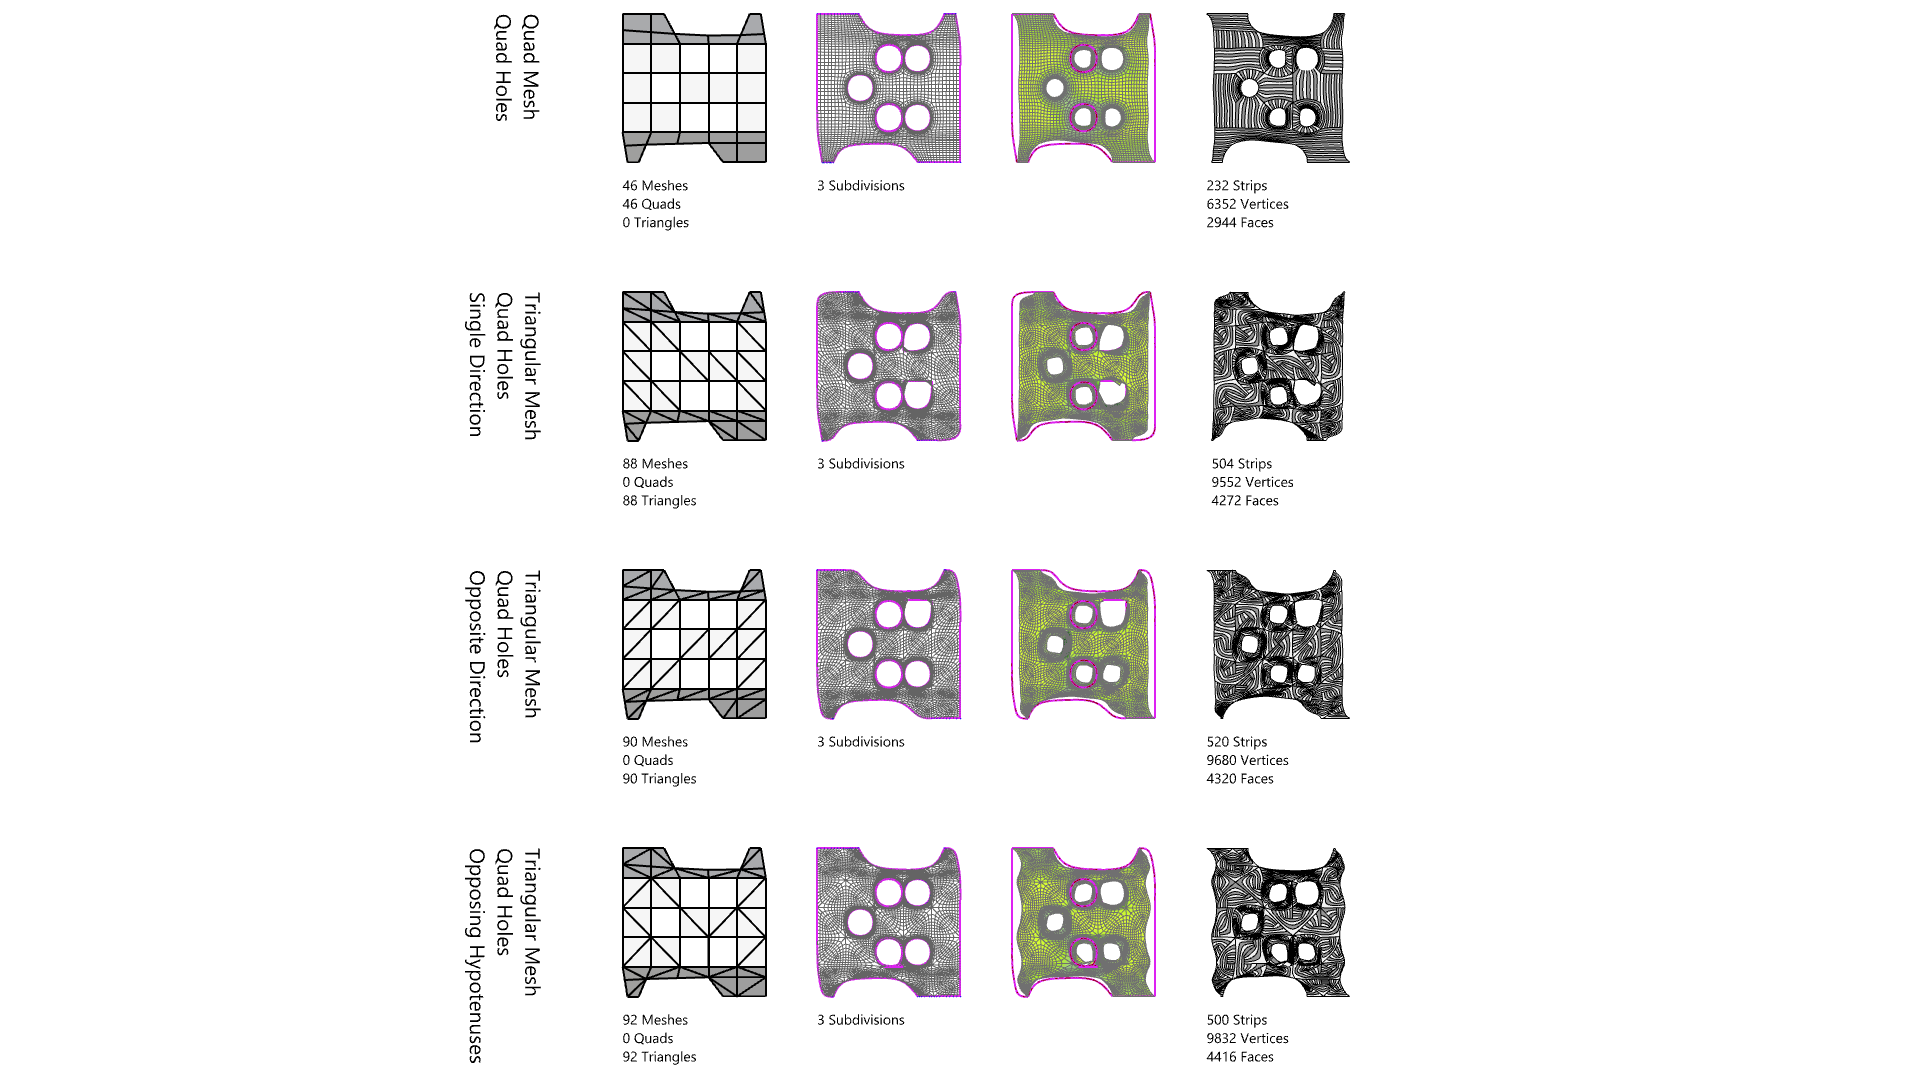 Quad Mesh
Quad Holes
46 Meshes
46 Quads
0 Triangles
3 Subdivisions
232 Strips
6352 Vertices
2944 Faces
Triangular Mesh
Quad Holes
Single Direction
88 Meshes
0 Quads
88 Triangles
3 Subdivisions
504 Strips
9552 Vertices
4272 Faces
Triangular Mesh
Quad Holes
Opposite Direction
90 Meshes
0 Quads
90 Triangles
3 Subdivisions
520 Strips
9680 Vertices
4320 Faces
Triangular Mesh
Quad Holes
Opposing Hypotenuses
92 Meshes
0 Quads
92 Triangles
3 Subdivisions
500 Strips
9832 Vertices
4416 Faces